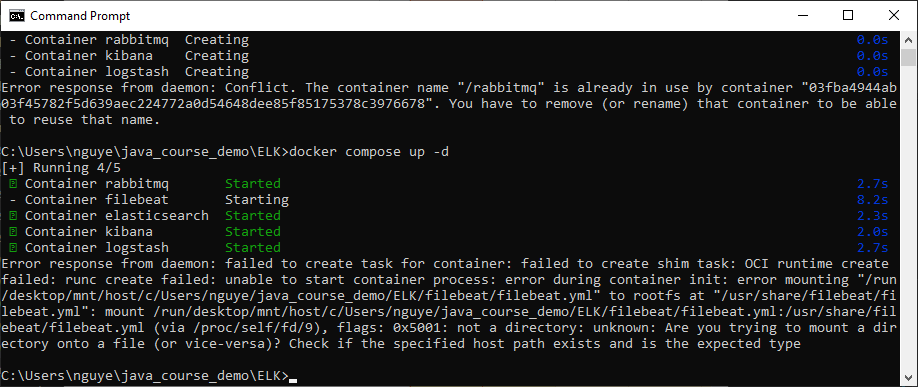 Command Prompt
- Container rabbitmq Creating 0.0s
- Container kibana Creating 0.0s
- Container logstash Creating 0.0s
Error response from daemon: Conflict. The container name "/rabbitmq" is already in use by container "03fba4944ab
03f45782f5d639aec224772a0d54648dee85f85175378c3976678". You have to remove (or rename) that container to be able
to reuse that name.
C:\Users\nguye\java_course_demo\ELK>docker compose up -d
[+] Running 4/5
Container rabbitmq Started 2.7s
- Container filebeat Starting 8.2s
Container elasticsearch Started 2.3s
Container kibana Started 2.0s
Container logstash Started 2.7s
Error response from daemon: failed to create task for container: failed to create shim task: OCI runtime create
failed: runc create failed: unable to start container process: error during container init: error mounting "/run
/desktop/mnt/host/c/Users/nguye/java_course_demo/ELK/filebeat/filebeat.yml" to rootfs at "/usr/share/filebeat/fi
lebeat.yml": mount /run/desktop/mnt/host/c/Users/nguye/java_course_demo/ELK/filebeat/filebeat.yml:/usr/share/fil
ebeat/filebeat.yml (via /proc/self/fd/9), flags: 0x5001: not a directory: unknown: Are you trying to mount a dir
ectory onto a file (or vice-versa)? Check if the specified host path exists and is the expected type
C:\Users\nguye\java_course_demo\ELK>